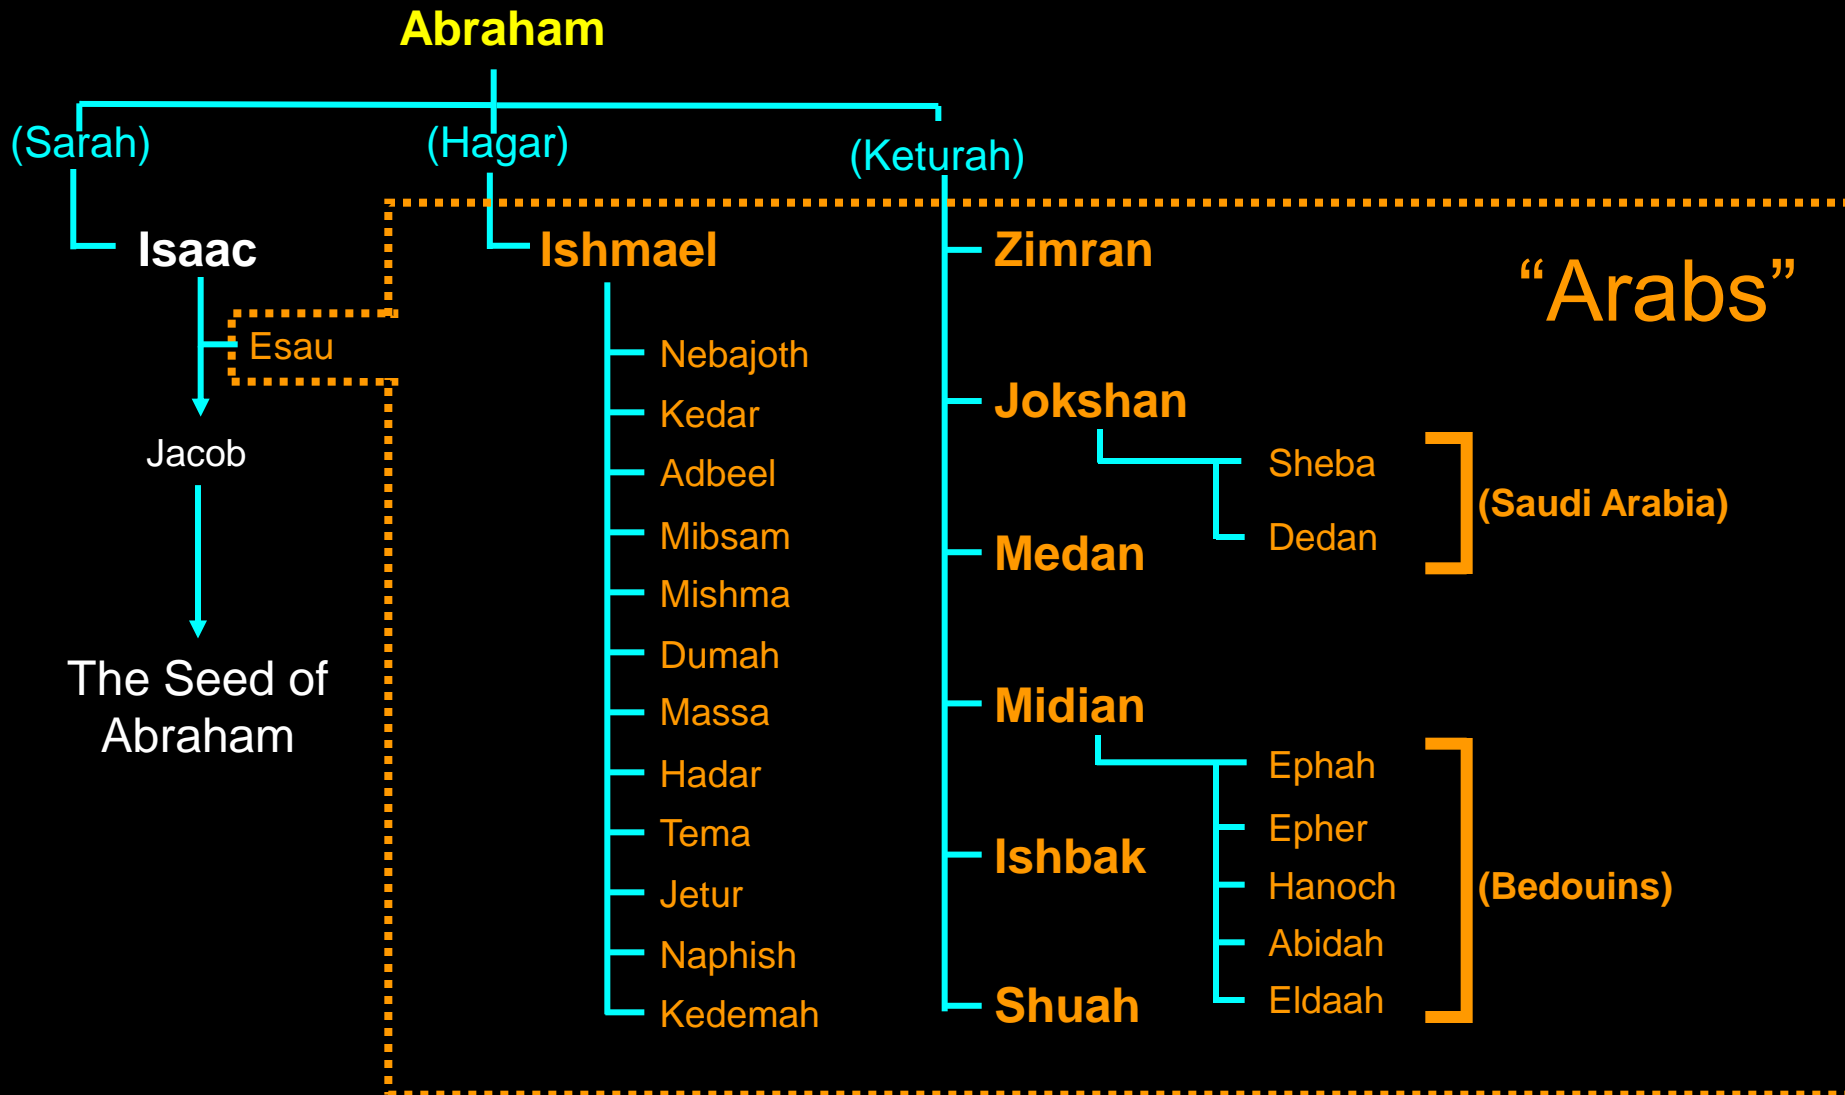 Abraham
(Sarah)
(Hagar)
(Keturah)
Isaac
Esau
Jacob
The Seed of
Abraham
Ishmael
Nebajoth
Kedar
Adbeel
Mibsam
Mishma
Dumah
Massa
Hadar
Tema
Jetur
Naphish
Kedemah
Zimran
Jokshan
Sheba
Dedan
(Saudi Arabia)
Medan
Midian
Ephah
Epher
Hanoch
Abidah
Eldaah
(Bedouins)
Ishbak
Shuah
“Arabs”